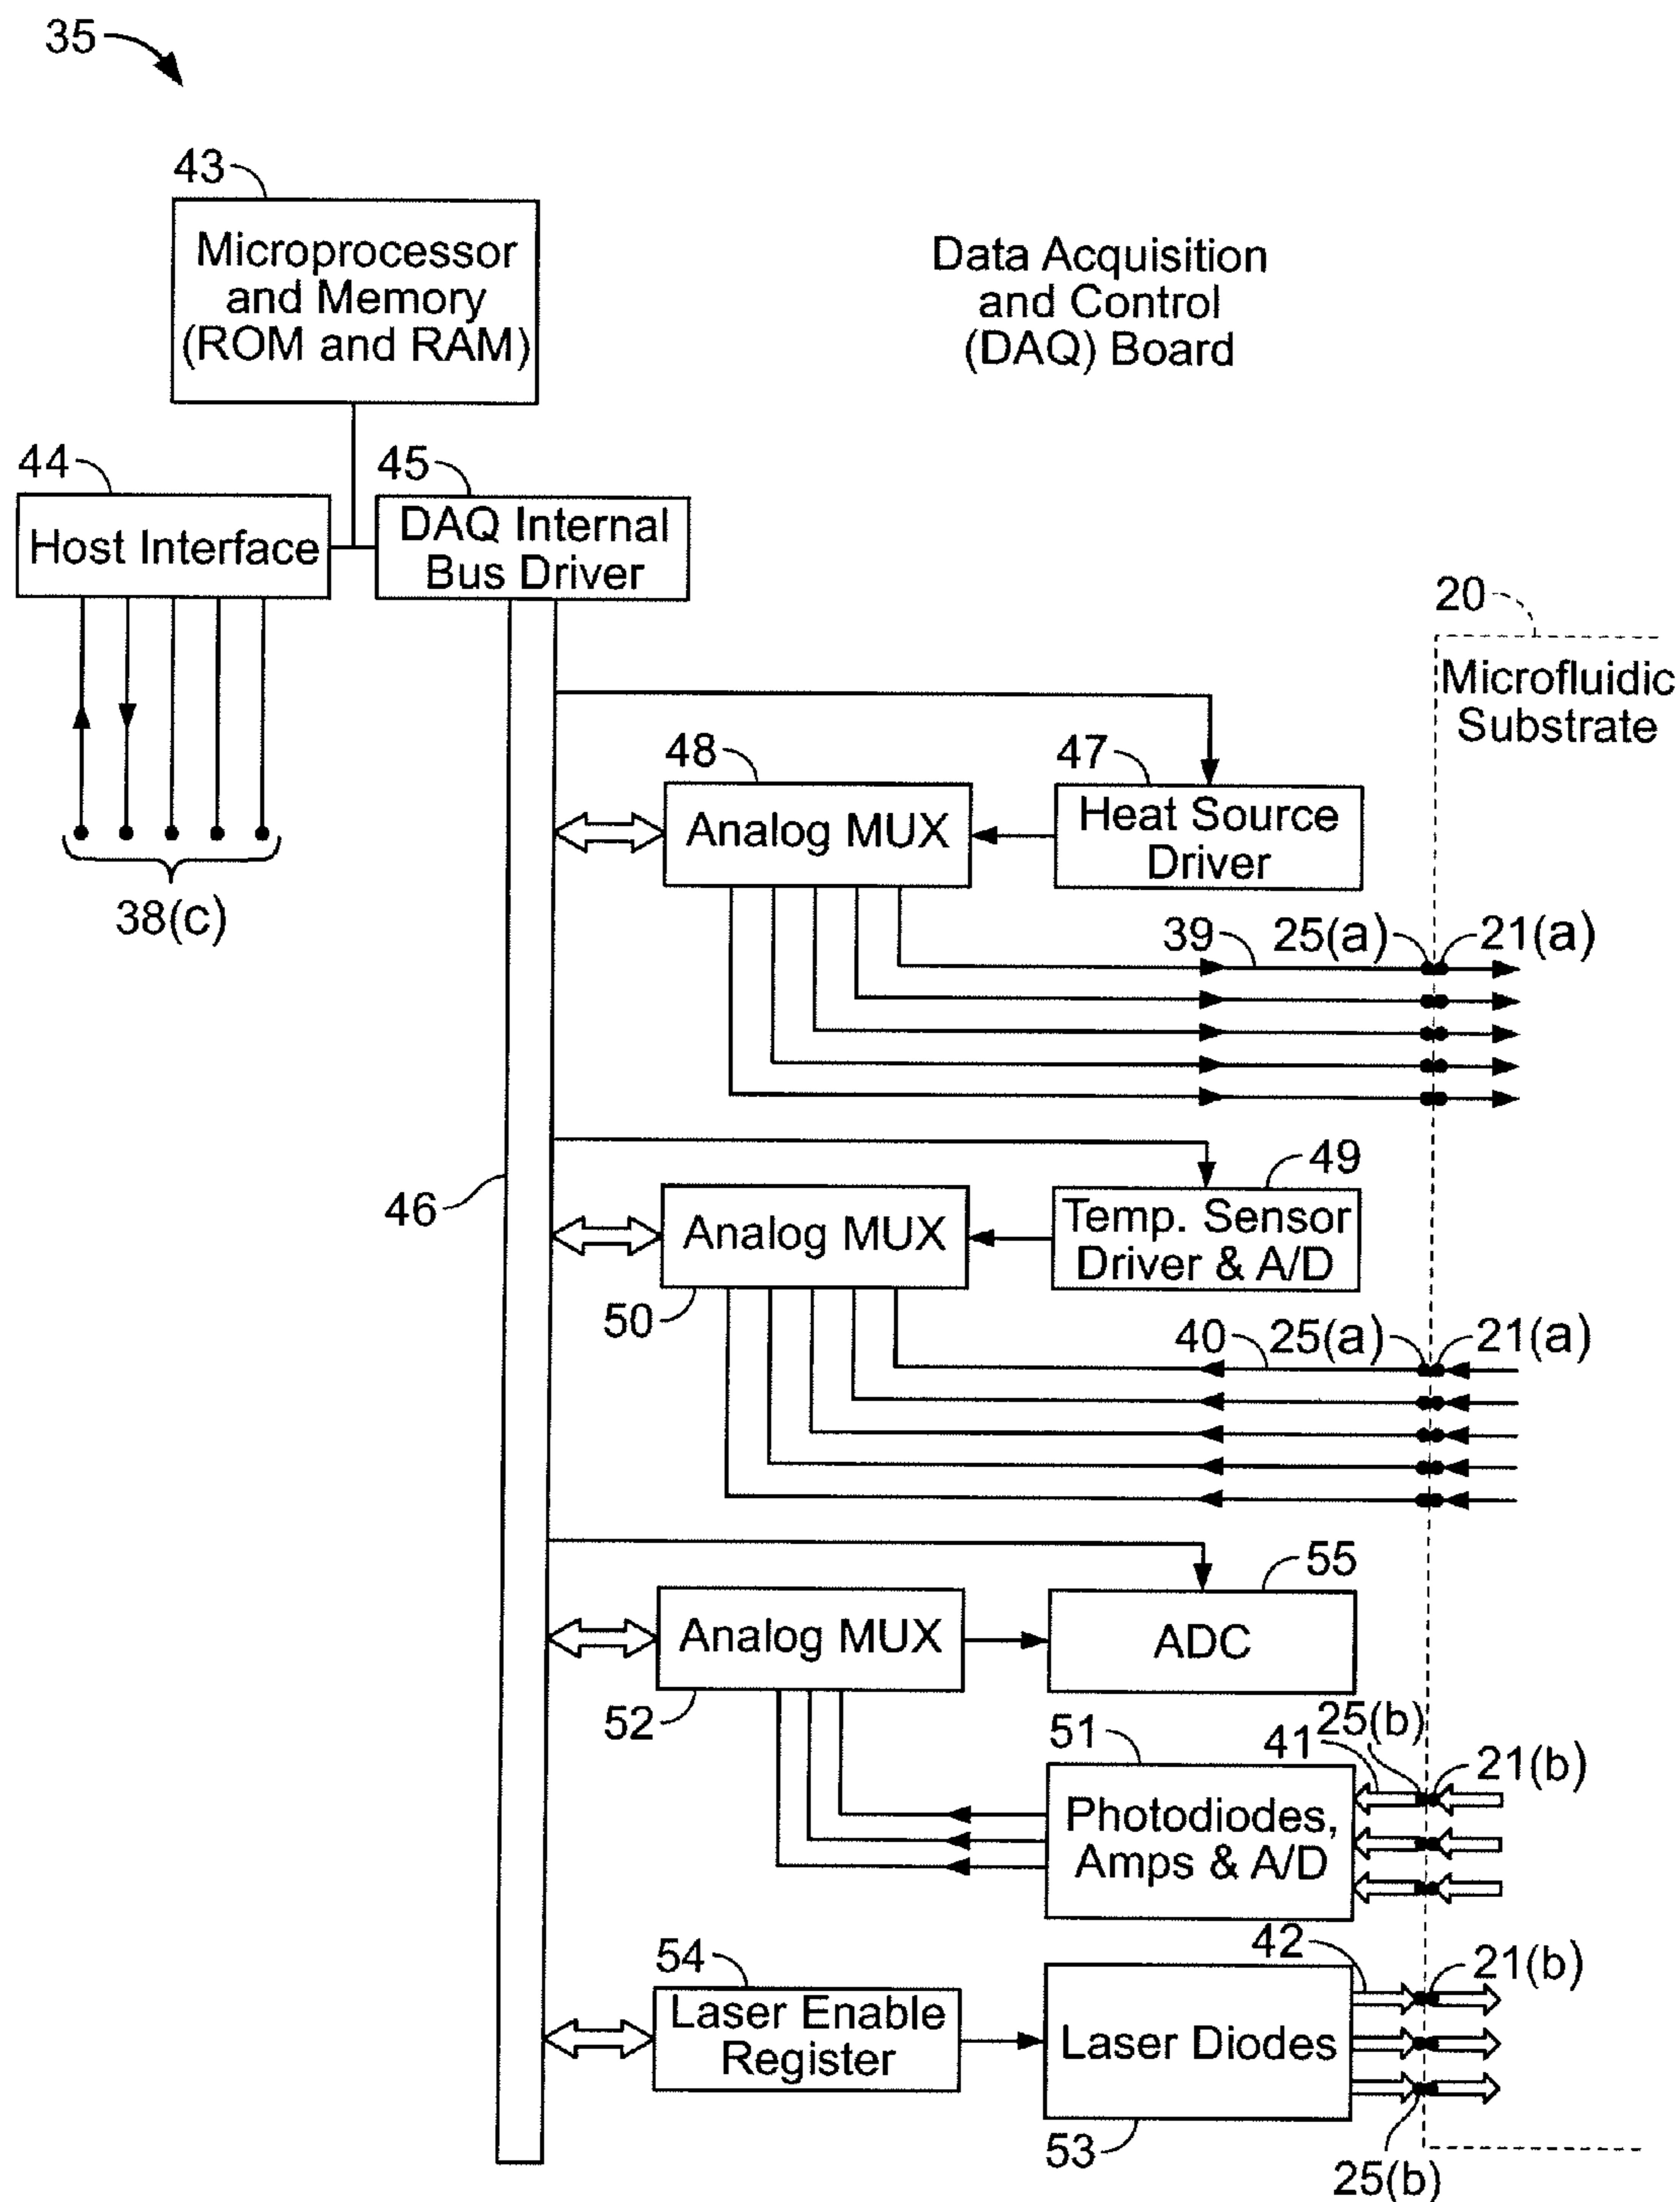 35
43
Microprocessor
and Memory
(ROM and RAM)
Data Acquisition
and Control
(DAQ) Board
44
Host Interface
45
DAQ Internal
Bus Driver
38(c)
20
Microfluidic
Substrate
48
Analog MUX
47
Heat Source
Driver
39
25(a)
21(a)
46
49
Analog MUX
Temp. Sensor
Driver & A/D
50
40
25(a)
21(a)
55
Analog MUX
ADC
52
51
41
25(b)
21(b)
Photodiodes,
Amps & A/D
54
Laser Enable
Register
42
21(b)
Laser Diodes
53
25(b)